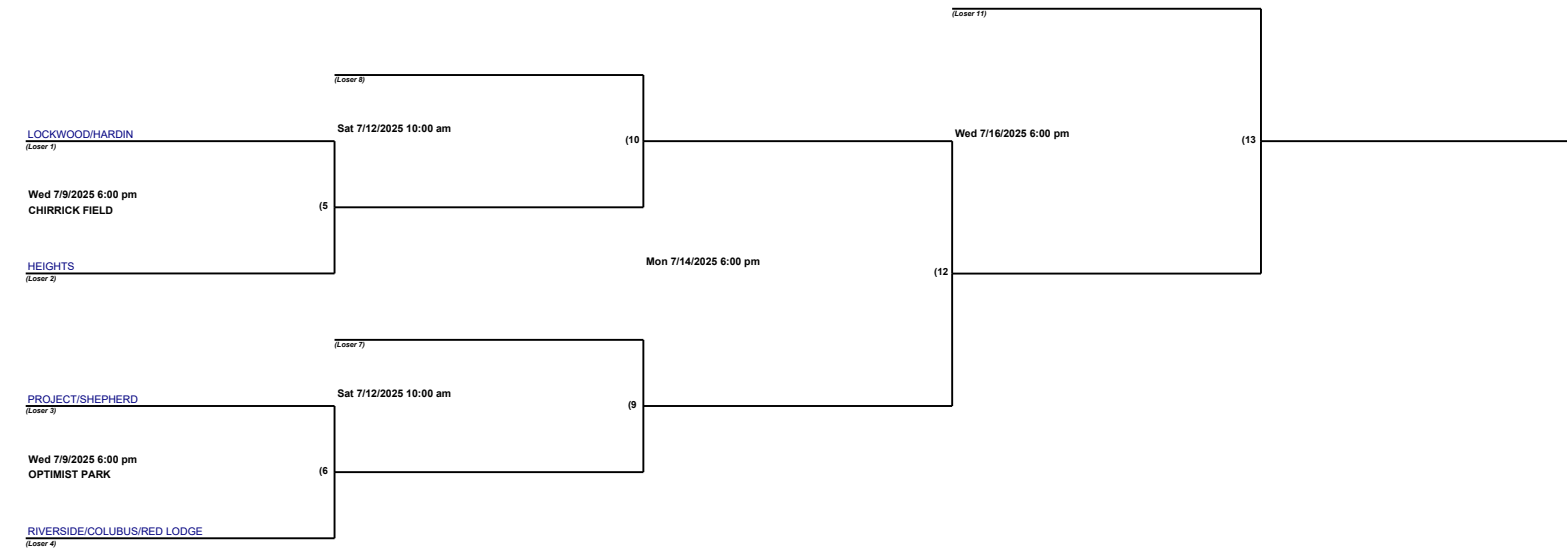 (Loser 11)
(Loser 8)
LOCKWOOD/HARDIN
(Loser 1)
Sat 7/12/2025 10:00 am
(10
Wed 7/16/2025 6:00 pm
(13
Wed 7/9/2025 6:00 pm
CHIRRICK FIELD
(5
HEIGHTS
(Loser 2)
Mon 7/14/2025 6:00 pm
(12
(Loser 7)
PROJECT/SHEPHERD
(Loser 3)
Sat 7/12/2025 10:00 am
(9
Wed 7/9/2025 6:00 pm
OPTIMIST PARK
(6
RIVERSIDE/COLUBUS/RED LODGE
(Loser 4)